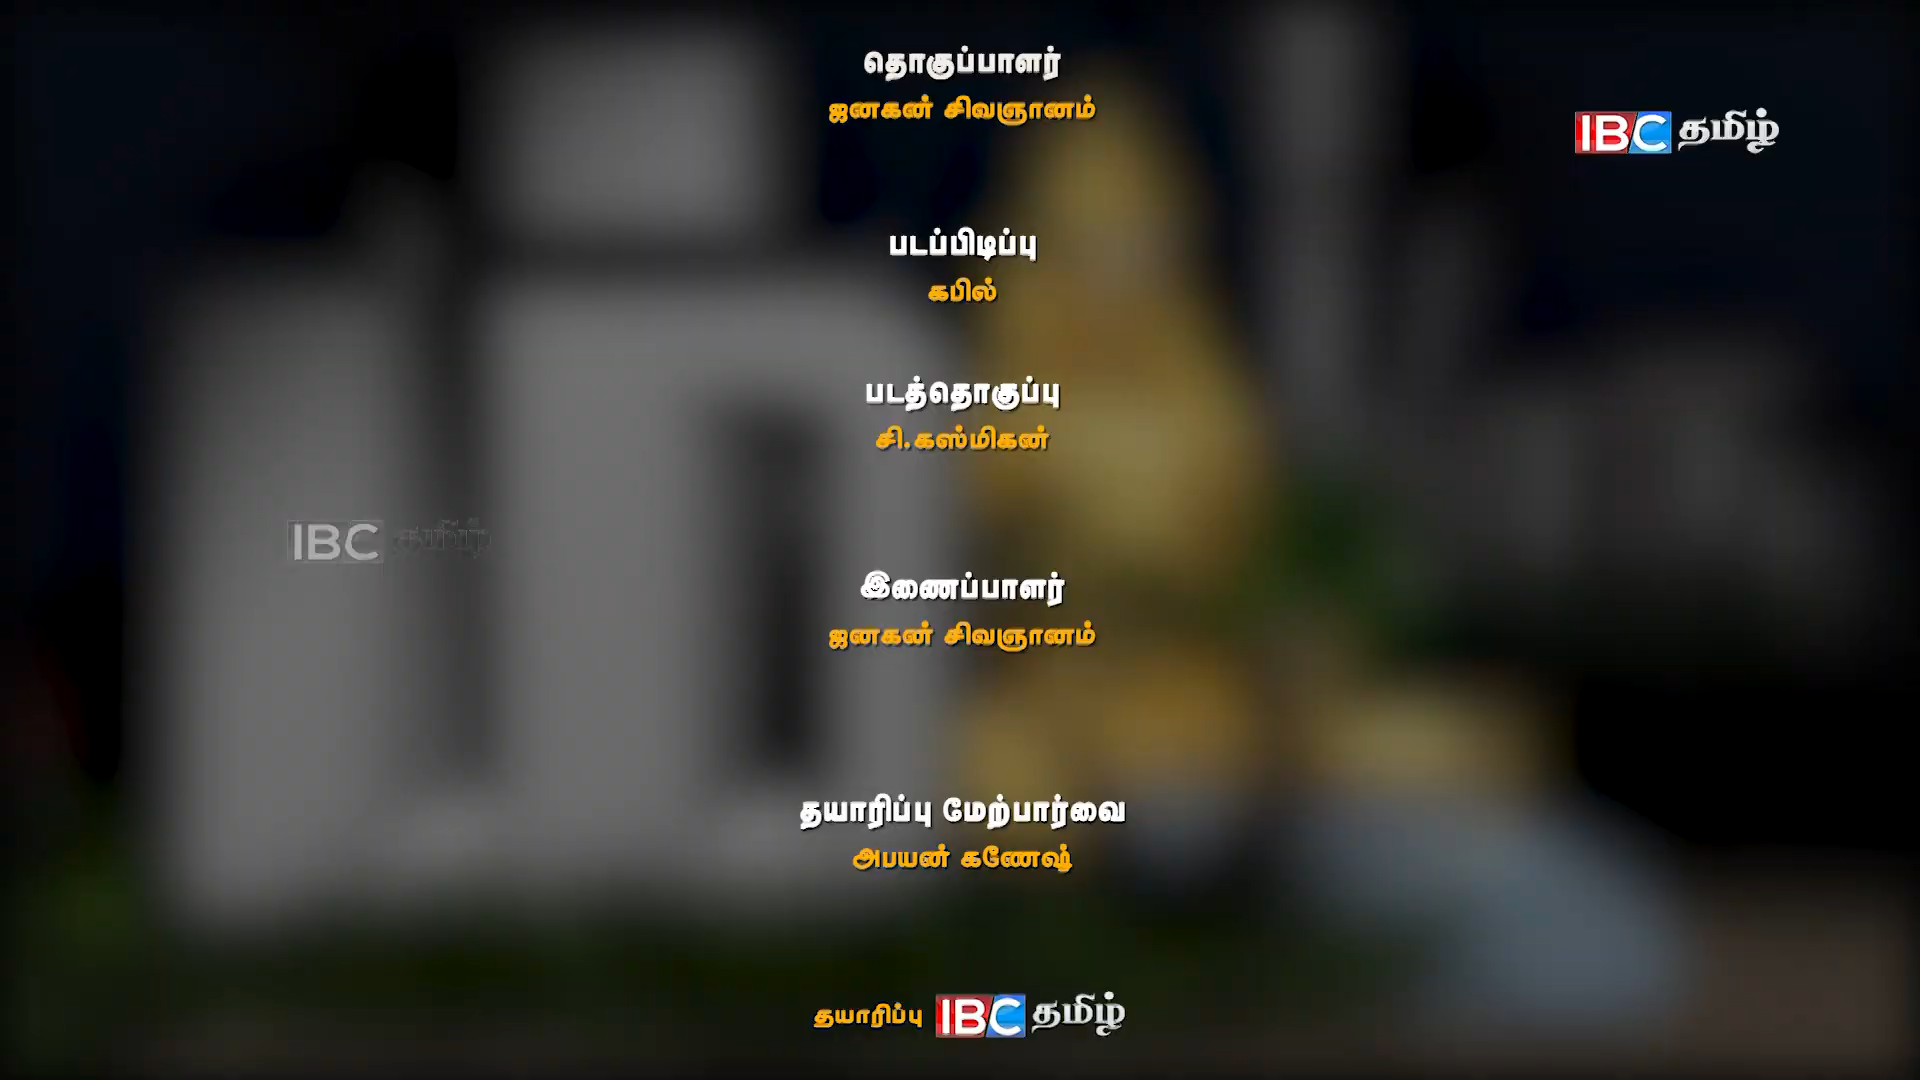 தொகுப்பாளர்
ஜனகன் சிவஞானம்
IBC தமிழ்
படப்பிடிப்பு
கபில்
படத்தொகுப்பு
சி.கஸ்மிகன்
IBC தமிழ்
இணைப்பாளர்
ஜனகன் சிவஞானம்
தயாரிப்பு மேற்பார்வை
அபயன் கணேஷ்
தயாரிப்பு IBC தமிழ்